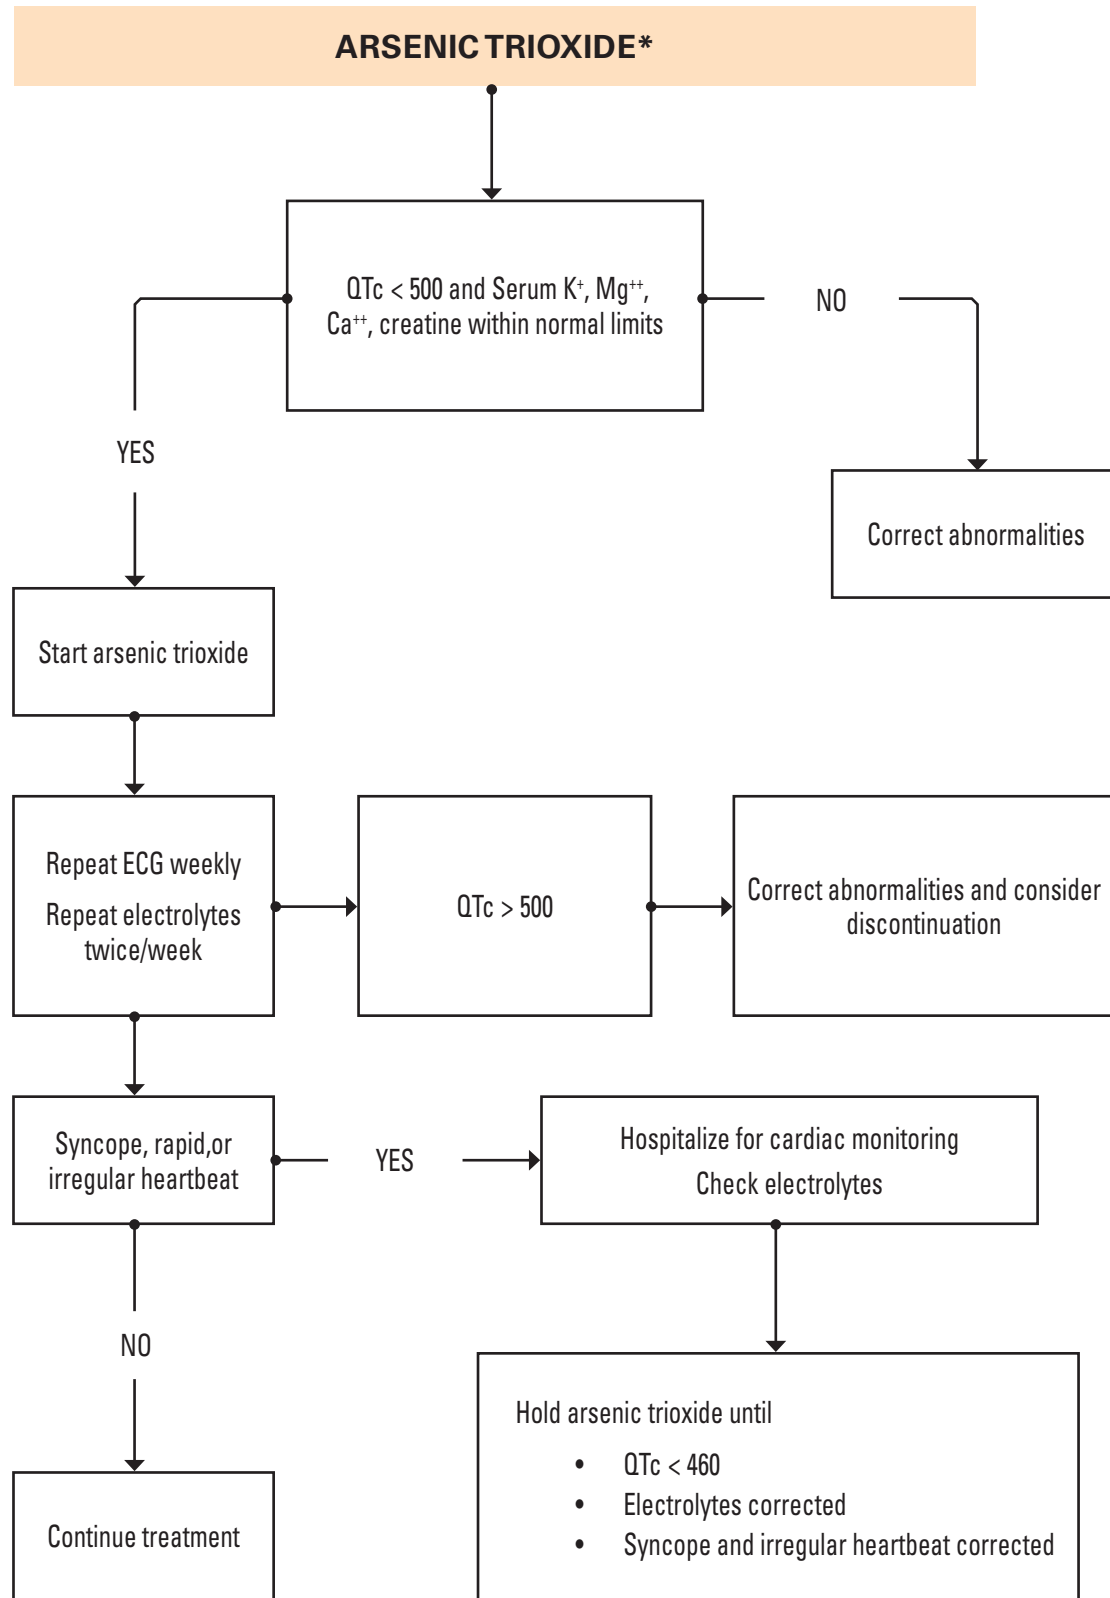 ARSENIC TRIOXIDE*
QTc < 500 and Serum K⁺, Mg⁺⁺,
Ca⁺⁺, creatine within normal limits
NO
YES
Correct abnormalities
Start arsenic trioxide
Repeat ECG weekly
Repeat electrolytes
twice/week
QTc > 500
Correct abnormalities and consider
discontinuation
Syncope, rapid,or
irregular heartbeat
YES
Hospitalize for cardiac monitoring
Check electrolytes
NO
Hold arsenic trioxide until
• QTc < 460
• Electrolytes corrected
• Syncope and irregular heartbeat corrected
Continue treatment